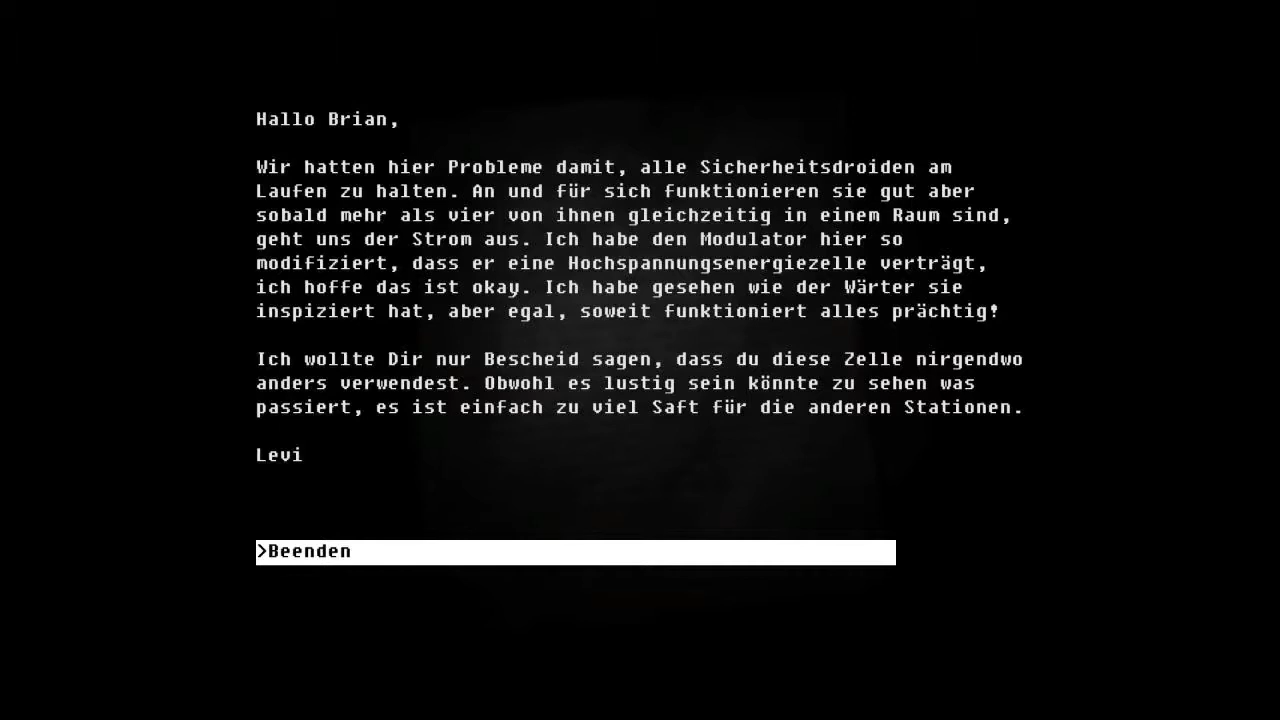 Hallo Brian,
Wir hatten hier Probleme damit, alle Sicherheitsdroiden am
Laufen zu halten. An und für sich funktionieren sie gut aber
sobald mehr als vier von ihnen gleichzeitig in einem Raum sind,
geht uns der Strom aus. Ich habe den Modulator hier so
modifiziert, dass er eine Hochspannungsenergiezelle verträgt,
ich hoffe das ist okay. Ich habe gesehen wie der Wärter sie
inspiziert hat, aber egal, soweit funktioniert alles prächtig!
Ich wollte Dir nur Bescheid sagen, dass du diese Zelle nirgendwo
anders verwendest. Obwohl es lustig sein könnte zu sehen was
passiert, es ist einfach zu viel Saft für die anderen Stationen.
Levi
>Beenden